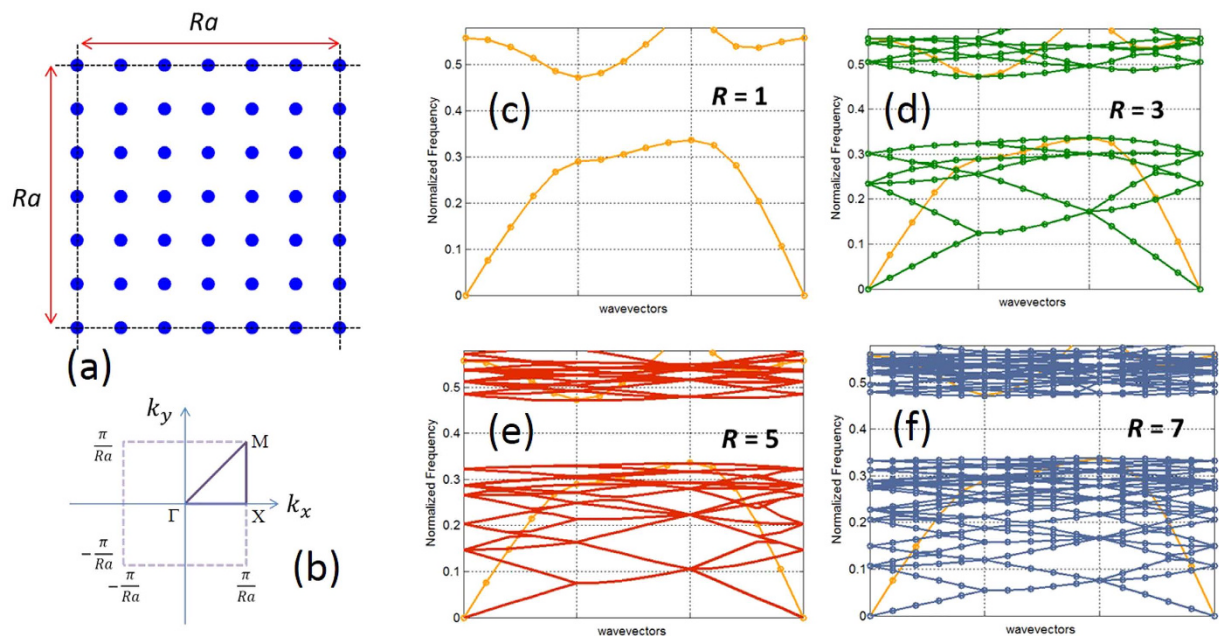 Ra
Ra
(a)
k_y
π/Ra
M
Γ
X
k_x
-π/Ra
-π/Ra
π/Ra
(b)
(c)
R = 1
Normalized Frequency
0.5
0.4
0.3
0.2
0.1
0
wavevectors
(d)
R = 3
Normalized Frequency
0.5
0.4
0.3
0.2
0.1
0
wavevectors
(e)
R = 5
Normalized Frequency
0.5
0.4
0.3
0.2
0.1
0
wavevectors
(f)
R = 7
Normalized Frequency
0.5
0.4
0.3
0.2
0.1
0
wavevectors